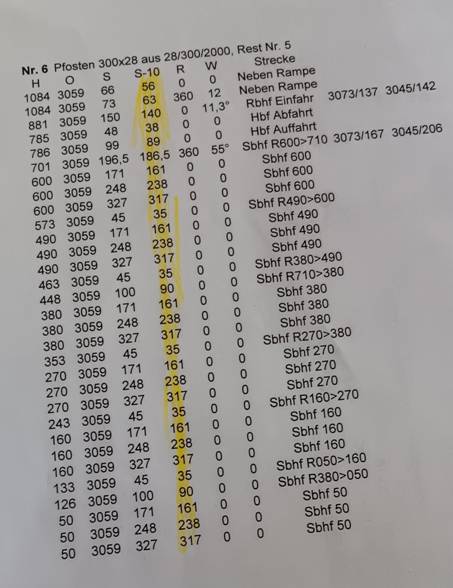 Nr. 6 Pfosten 300x28 aus 28/300/2000, Rest Nr. 5
H O S S-10 R W Strecke
1084 3059 66 56 0 0 Neben Rampe
1084 3059 73 63 360 12 Neben Rampe
881 3059 150 140 0 11,3° Rbhf Einfahr 3073/137 3045/142
785 3059 48 38 0 0 Hbf Abfahrt
786 3059 99 89 0 0 Hbf Auffahrt
701 3059 196,5 186,5 360 55° Sbhf R600>710 3073/167 3045/206
600 3059 171 161 0 0 Sbhf 600
600 3059 248 238 0 0 Sbhf 600
600 3059 327 317 0 0 Sbhf 600
573 3059 45 35 0 0 Sbhf R490>600
490 3059 171 161 0 0 Sbhf 490
490 3059 248 238 0 0 Sbhf 490
490 3059 327 317 0 0 Sbhf 490
463 3059 45 35 0 0 Sbhf R380>490
448 3059 100 90 0 0 Sbhf R710>380
380 3059 171 161 0 0 Sbhf 380
380 3059 248 238 0 0 Sbhf 380
380 3059 327 317 0 0 Sbhf 380
353 3059 45 35 0 0 Sbhf R270>380
270 3059 171 161 0 0 Sbhf 270
270 3059 248 238 0 0 Sbhf 270
270 3059 327 317 0 0 Sbhf 270
243 3059 45 35 0 0 Sbhf R160>270
160 3059 171 161 0 0 Sbhf 160
160 3059 248 238 0 0 Sbhf 160
160 3059 327 317 0 0 Sbhf 160
133 3059 45 35 0 0 Sbhf R050>160
126 3059 100 90 0 0 Sbhf R380>050
50 3059 171 161 0 0 Sbhf 50
50 3059 248 238 0 0 Sbhf 50
50 3059 327 317 0 0 Sbhf 50